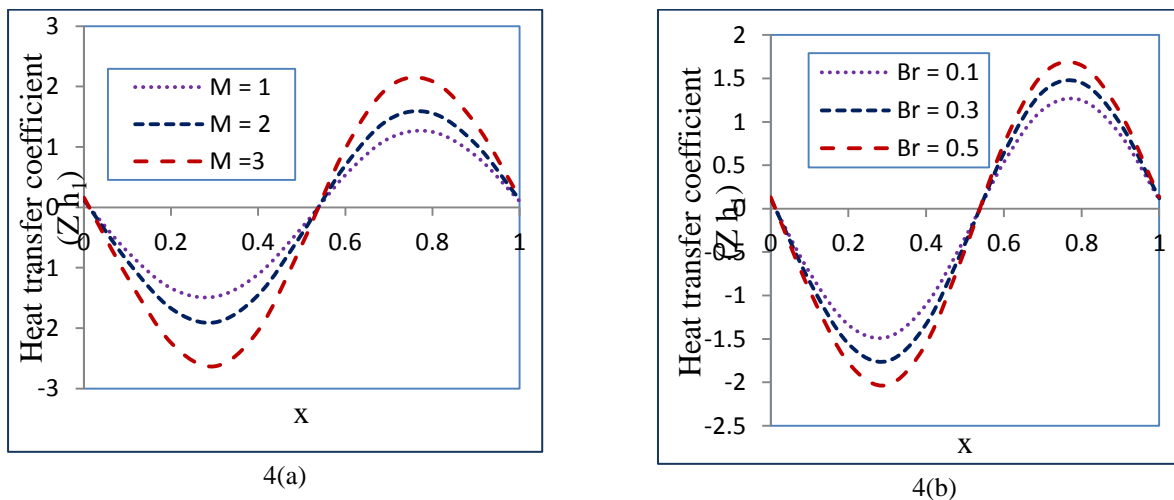 3
2
1
0
-1
-2
-3
0
0.2
0.4
0.6
0.8
1
Heat transfer coefficient
(Z h1)
x
M = 1
M = 2
M =3
4(a)
2
1.5
1
0.5
0
-0.5
-1
-1.5
-2
-2.5
0
0.2
0.4
0.6
0.8
1
Heat transfer coefficient
x
Br = 0.1
Br = 0.3
Br = 0.5
4(b)